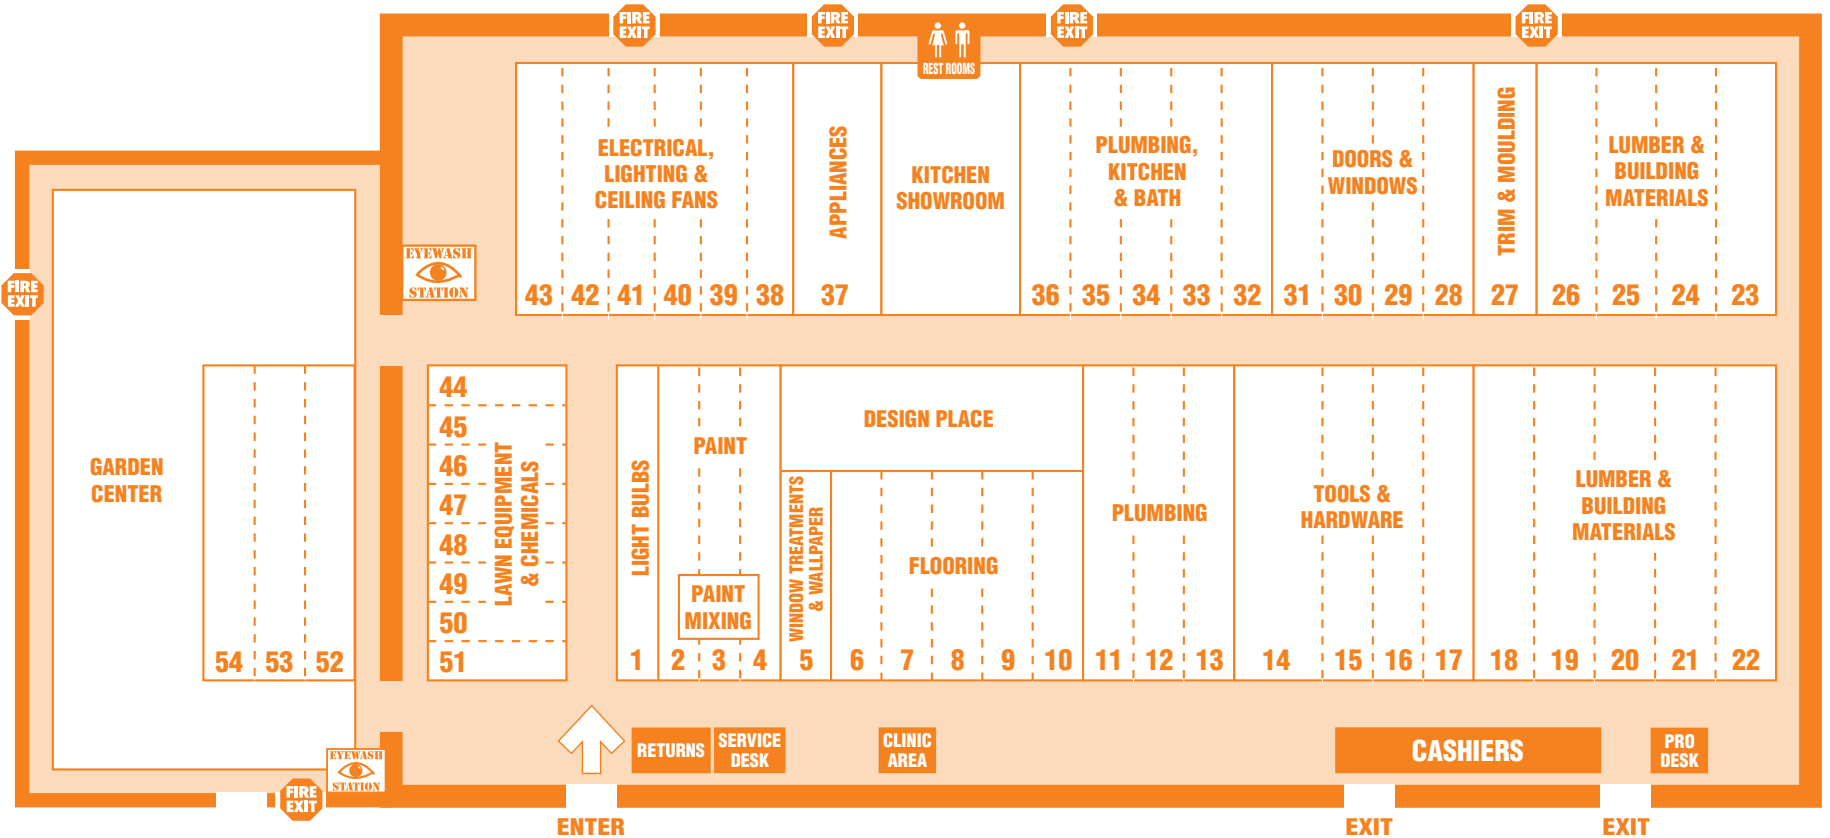 FIRE
EXIT
FIRE
EXIT
FIRE
EXIT
FIRE
EXIT
REST ROOMS
ELECTRICAL,
LIGHTING &
CEILING FANS
APPLIANCES
KITCHEN
SHOWROOM
PLUMBING,
KITCHEN
& BATH
DOORS &
WINDOWS
TRIM & MOULDING
LUMBER &
BUILDING
MATERIALS
EYEWASH
STATION
FIRE
EXIT
43 42 41 40 39 38 37 36 35 34 33 32 31 30 29 28 27 26 25 24 23
GARDEN
CENTER
54 53 52
44
45
46
47
48
49
50
51
LAWN EQUIPMENT
& CHEMICALS
LIGHT BULBS
PAINT
PAINT
MIXING
DESIGN PLACE
WINDOW TREATMENTS
& WALLPAPER
FLOORING
PLUMBING
TOOLS &
HARDWARE
LUMBER &
BUILDING
MATERIALS
1 2 3 4 5 6 7 8 9 10 11 12 13 14 15 16 17 18 19 20 21 22
EYEWASH
STATION
FIRE
EXIT
RETURNS
SERVICE
DESK
CLINIC
AREA
CASHIERS
PRO
DESK
ENTER
EXIT
EXIT